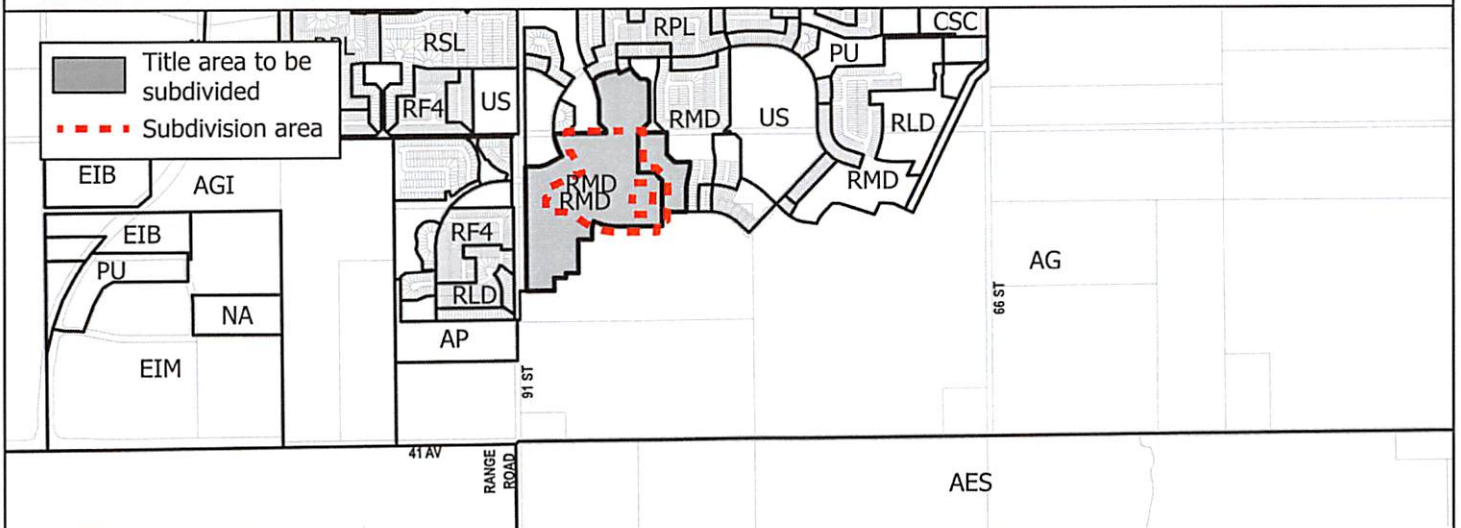 CSC
RPL
RSL
RPL
PU
Title area to be
subdivided
Subdivision area
RF4
US
RMD
US
RLD
EIB
AGI
RMD
RMD
RMD
EIB
RF4
PU
AG
RLD
NA
66 ST
AP
EIM
91 ST
41 AV
RANGE
ROAD
AES